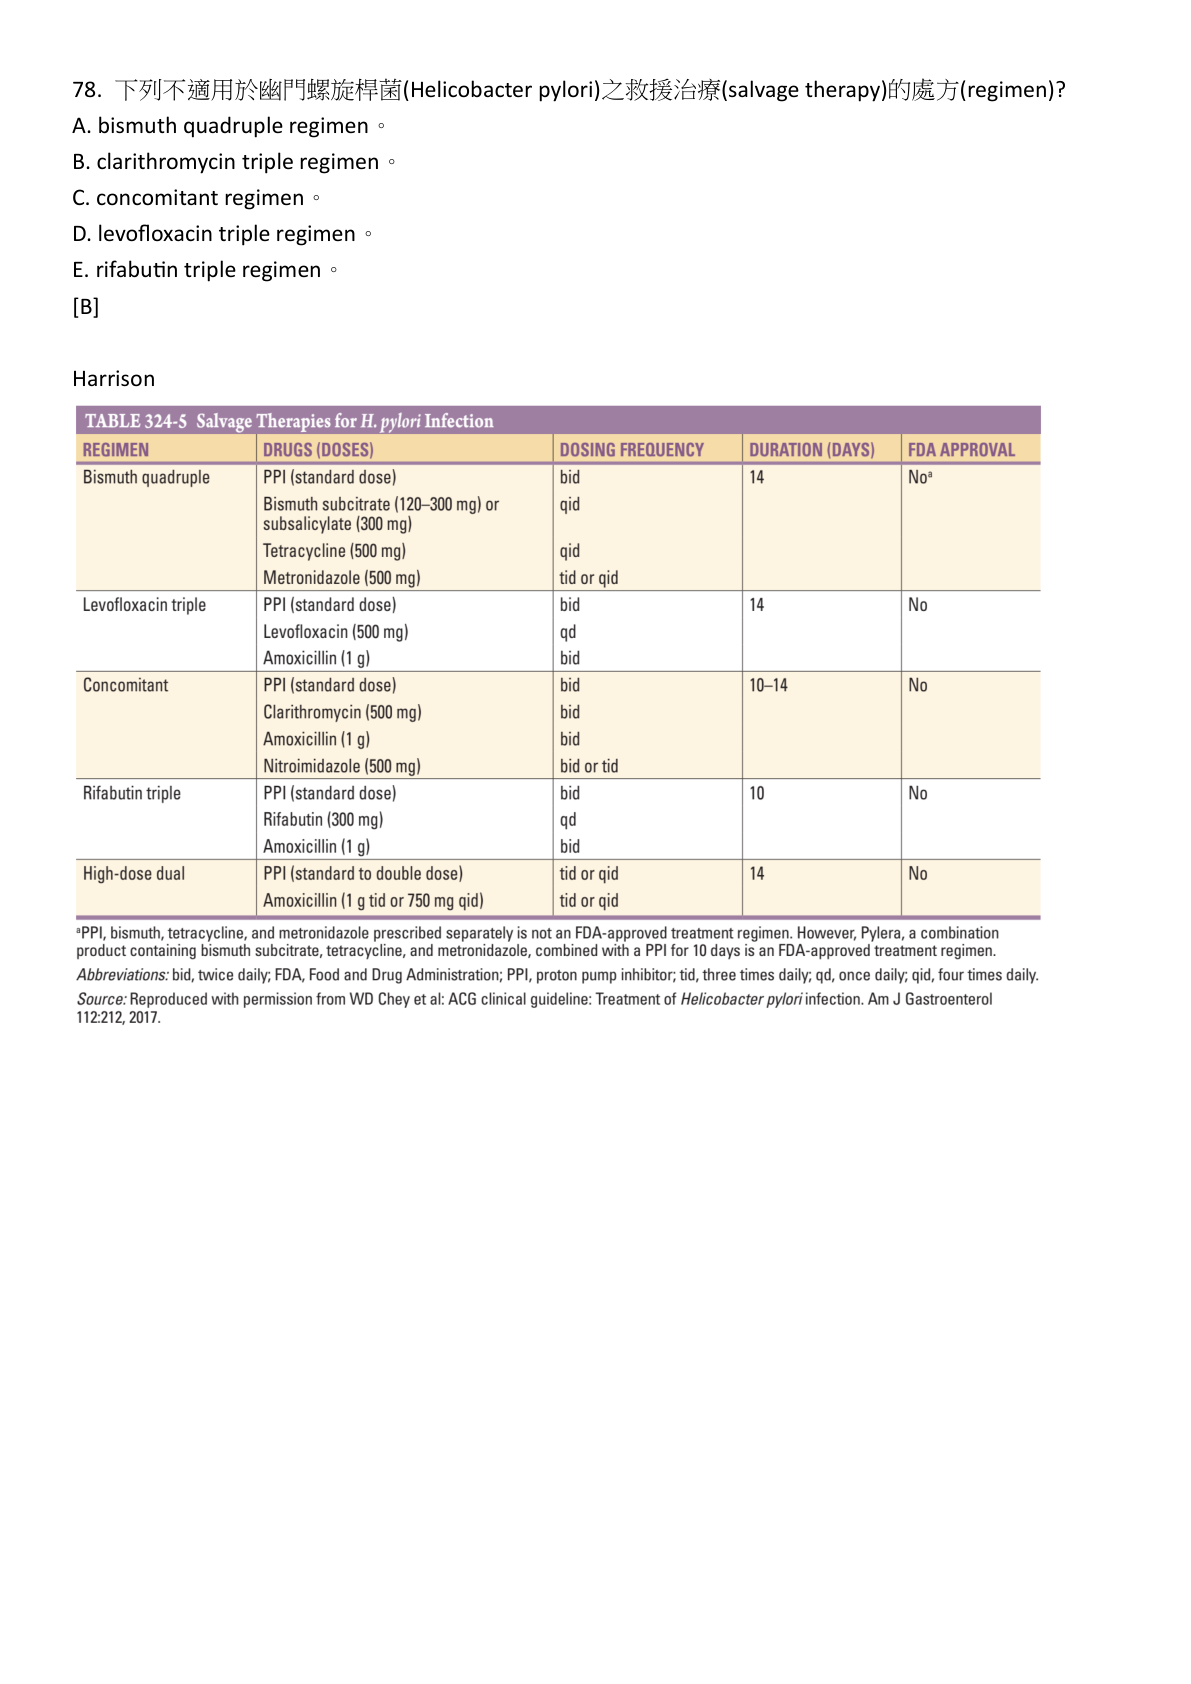 78. 下列不適用於幽門螺旋桿菌(Helicobacter pylori)之救援治療(salvage therapy)的處方(regimen)?
A. bismuth quadruple regimen。
B. clarithromycin triple regimen。
C. concomitant regimen。
D. levofloxacin triple regimen。
E. rifabutin triple regimen。
[B]
Harrison
TABLE 324-5 Salvage Therapies for H. pylori Infection
REGIMEN DRUGS (DOSES) DOSING FREQUENCY DURATION (DAYS) FDA APPROVAL
Bismuth quadruple PPI (standard dose) bid 14 Noᵃ
Bismuth subcitrate (120–300 mg) or qid
subsalicylate (300 mg)
Tetracycline (500 mg) qid
Metronidazole (500 mg) tid or qid
Levofloxacin triple PPI (standard dose) bid 14 No
Levofloxacin (500 mg) qd
Amoxicillin (1 g) bid
Concomitant PPI (standard dose) bid 10–14 No
Clarithromycin (500 mg) bid
Amoxicillin (1 g) bid
Nitroimidazole (500 mg) bid or tid
Rifabutin triple PPI (standard dose) bid 10 No
Rifabutin (300 mg) qd
Amoxicillin (1 g) bid
High-dose dual PPI (standard to double dose) tid or qid 14 No
Amoxicillin (1 g tid or 750 mg qid) tid or qid
ᵃPPI, bismuth, tetracycline, and metronidazole prescribed separately is not an FDA-approved treatment regimen. However, Pylera, a combination
product containing bismuth subcitrate, tetracycline, and metronidazole, combined with a PPI for 10 days is an FDA-approved treatment regimen.
Abbreviations: bid, twice daily; FDA, Food and Drug Administration; PPI, proton pump inhibitor; tid, three times daily; qd, once daily; qid, four times daily.
Source: Reproduced with permission from WD Chey et al: ACG clinical guideline: Treatment of Helicobacter pylori infection. Am J Gastroenterol
112:212, 2017.